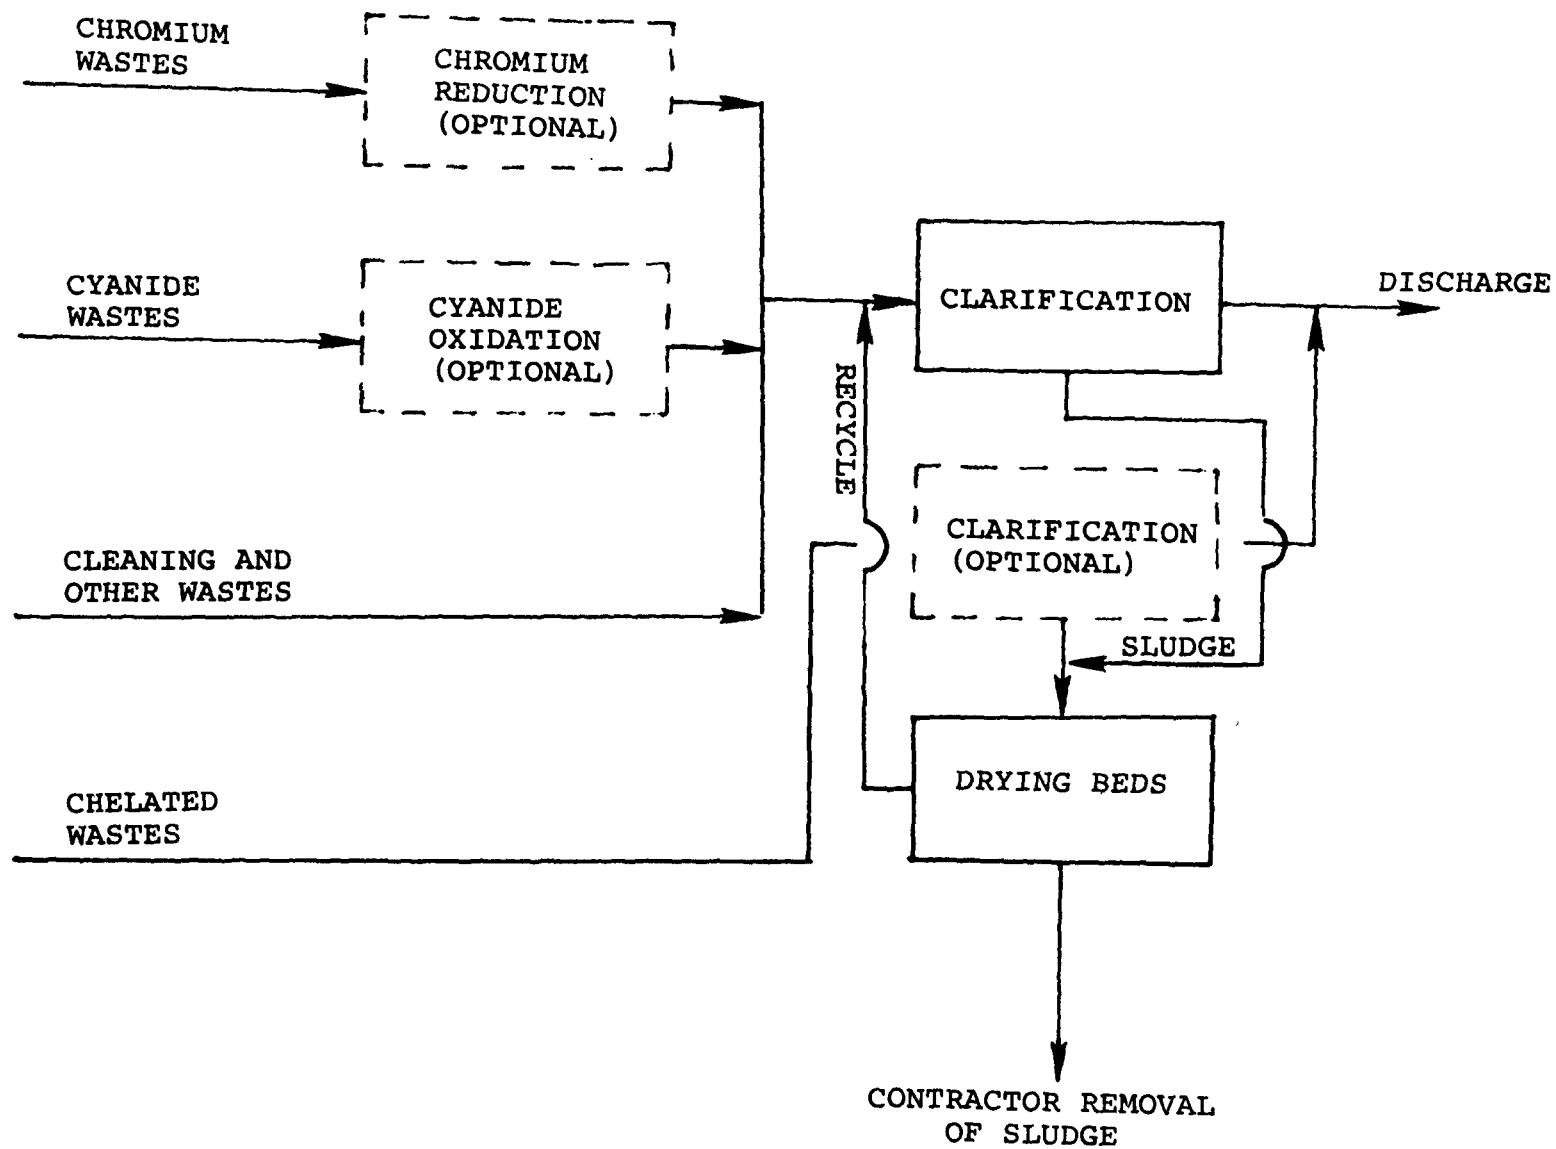 CHROMIUM
WASTES
CHROMIUM
REDUCTION
(OPTIONAL)
CYANIDE
WASTES
CYANIDE
OXIDATION
(OPTIONAL)
CLARIFICATION
DISCHARGE
RECYCLE
CLEANING AND
OTHER WASTES
CLARIFICATION
(OPTIONAL)
SLUDGE
CHELATED
WASTES
DRYING BEDS
CONTRACTOR REMOVAL
OF SLUDGE